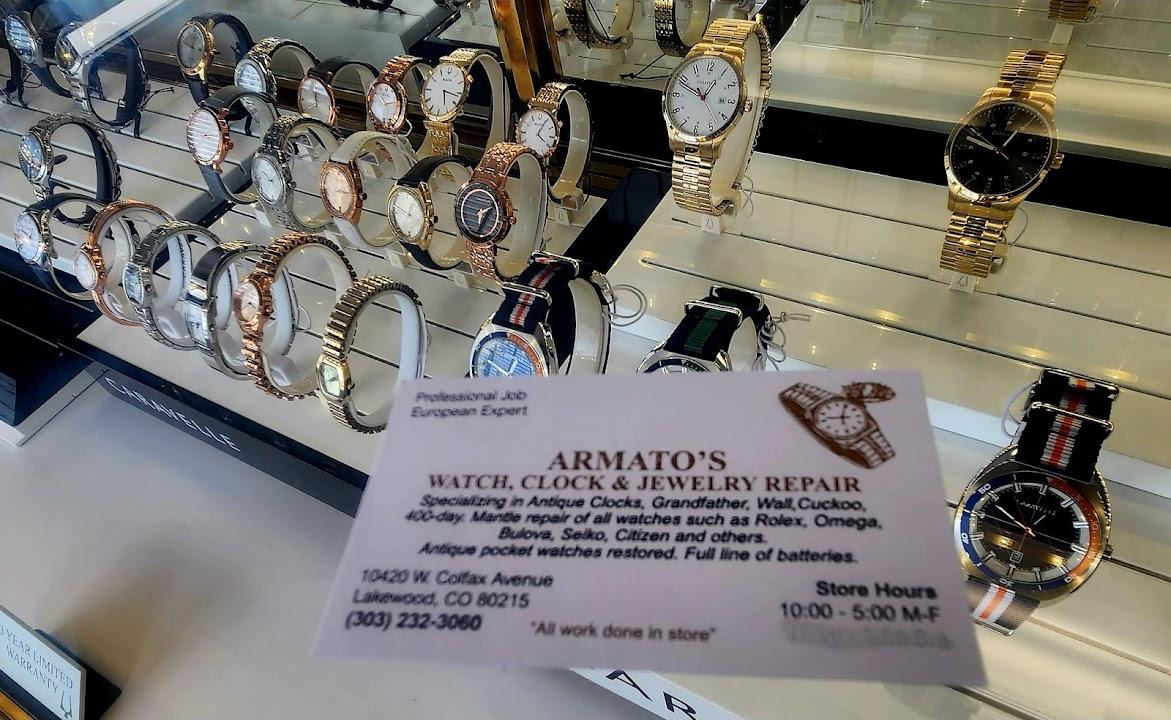 Professional Job
European Expert
ARMATO'S
WATCH, CLOCK & JEWELRY REPAIR
Specializing in Antique Clocks, Grandfather, Wall,Cuckoo,
400-day. Mantle repair of all watches such as Rolex, Omega,
Bulova, Seiko, Citizen and others.
Antique pocket watches restored. Full line of batteries.
10420 W. Colfax Avenue
Lakewood, CO 80215
(303) 232-3060
"All work done in store"
Store Hours
10:00 - 5:00 M-F
CARAVELLE
YEAR LIMITED
WARRANTY